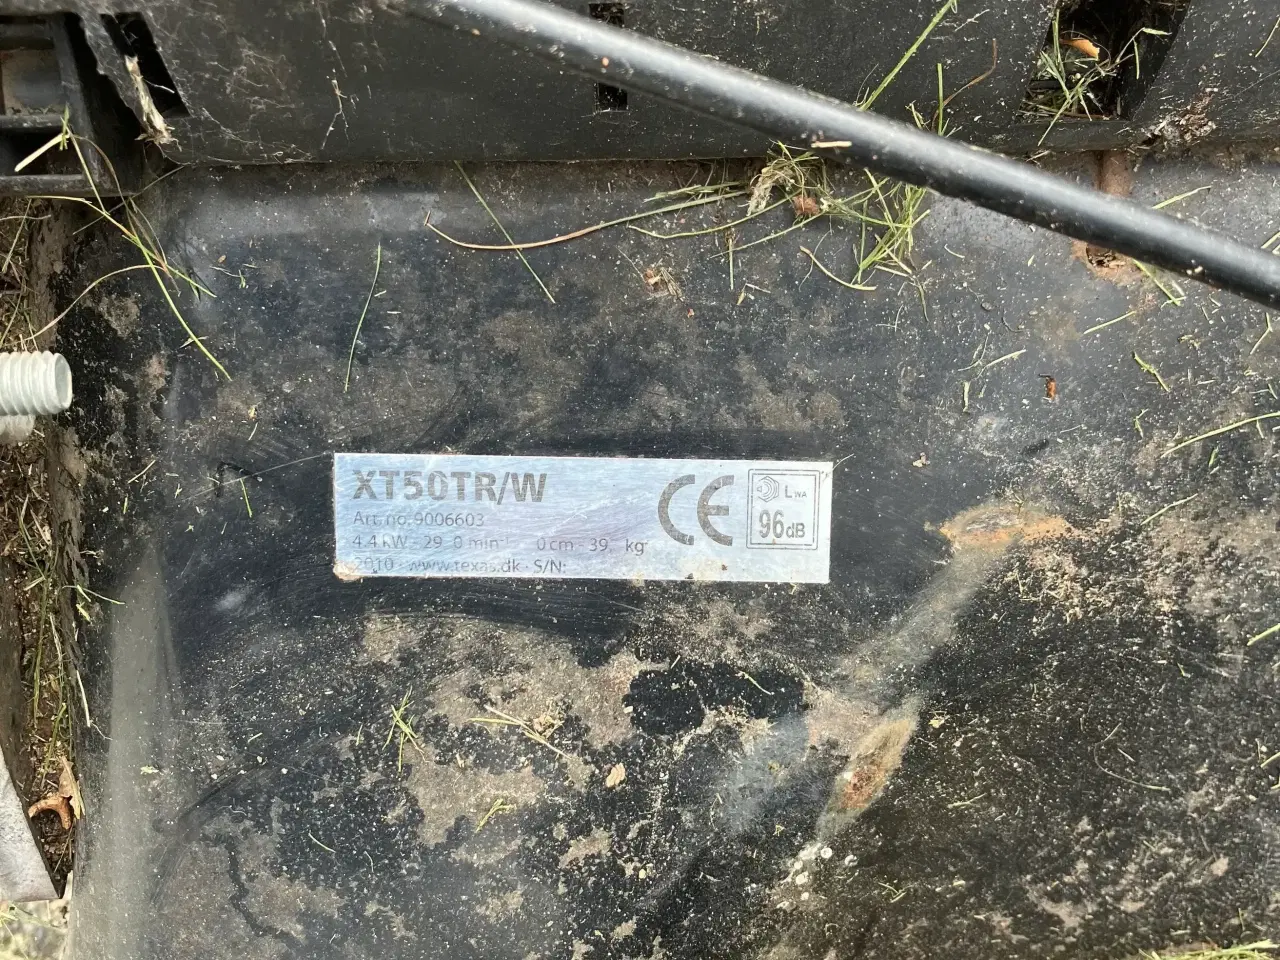 XT50TR/W
Art. no. 9006603
4.4 kW - 29 0 min⁻¹ 0 cm - 39, kg
2010 · www.texas.dk · S/N:
CE
LWA
96dB